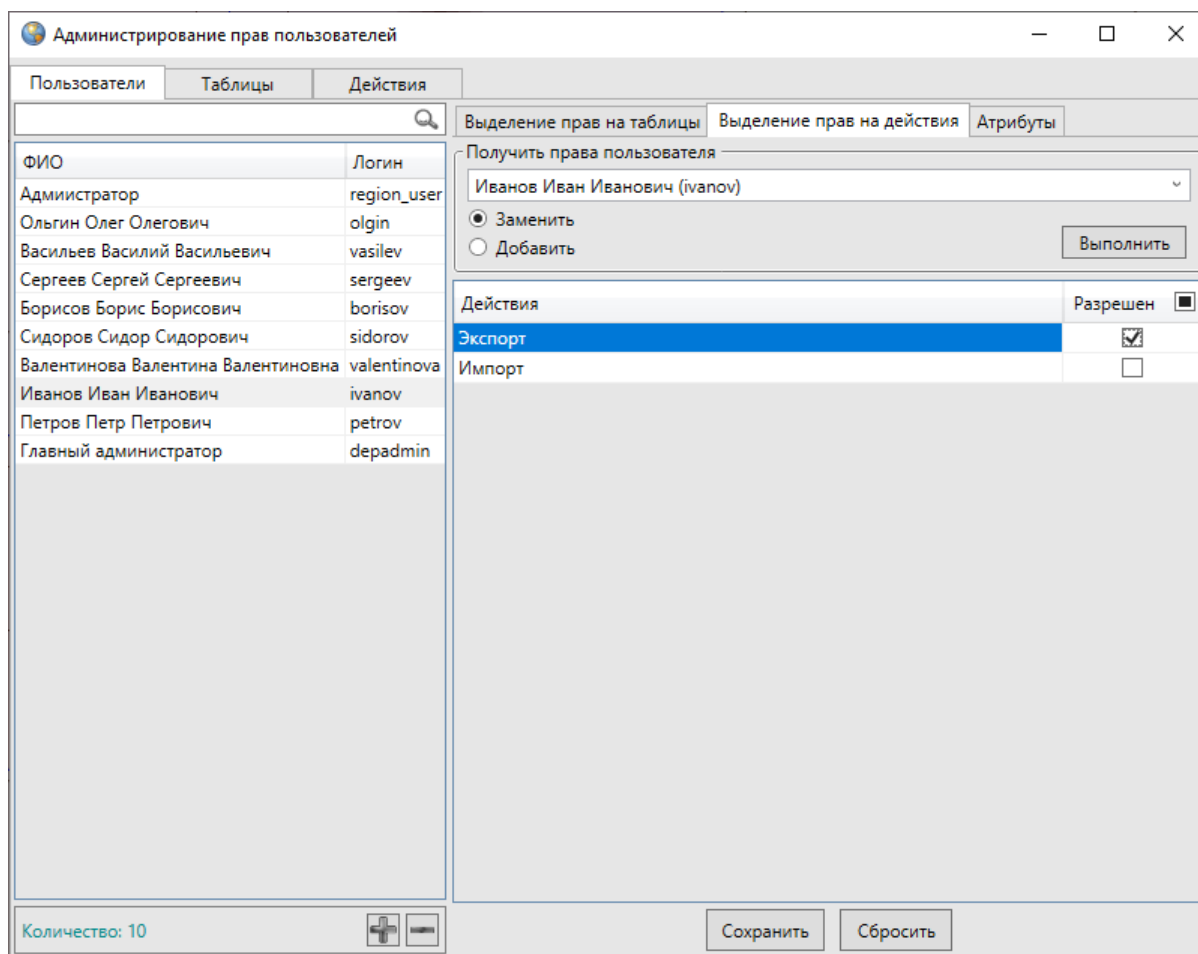 Администрирование прав пользователей
Пользователи Таблицы Действия
Выделение прав на таблицы Выделение прав на действия Атрибуты
ФИО Логин
Адмиистратор region_user
Ольгин Олег Олегович olgin
Васильев Василий Васильевич vasilev
Сергеев Сергей Сергеевич sergeev
Борисов Борис Борисович borisov
Сидоров Сидор Сидорович sidorov
Валентинова Валентина Валентиновна valentinova
Иванов Иван Иванович ivanov
Петров Петр Петрович petrov
Главный администратор depadmin
Количество: 10
Получить права пользователя
Иванов Иван Иванович (ivanov)
Заменить
Добавить
Выполнить
Действия Разрешен
Экспорт
Импорт
Сохранить Сбросить